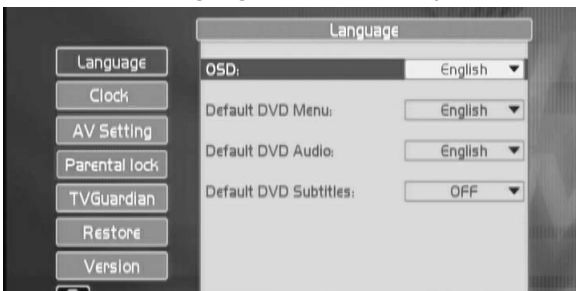 Language
Language
Clock
AV Setting
Parental lock
TVGuardian
Restore
Version
OSD: English
Default DVD Menu: English
Default DVD Audio: English
Default DVD Subtitles: OFF